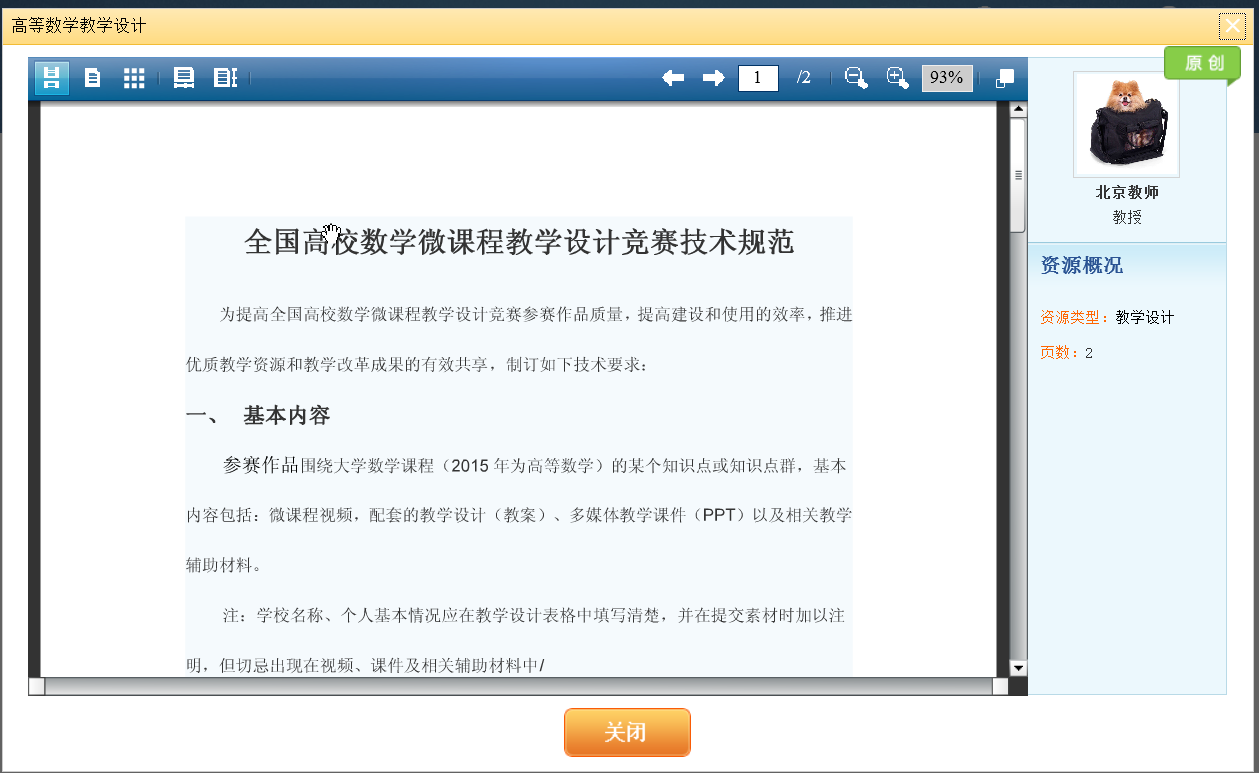 高等数学教学设计
1 /2 93%
原创
北京教师
教授
资源概况
资源类型：教学设计
页数：2
全国高校数学微课程教学设计竞赛技术规范
为提高全国高校数学微课程教学设计竞赛参赛作品质量，提高建设和使用的效率，推进
优质教学资源和教学改革成果的有效共享，制订如下技术要求：
一、 基本内容
参赛作品围绕大学数学课程（2015 年为高等数学）的某个知识点或知识点群，基本
内容包括：微课程视频，配套的教学设计（教案）、多媒体教学课件（PPT）以及相关教学
辅助材料。
注：学校名称、个人基本情况应在教学设计表格中填写清楚，并在提交素材时加以注
明，但切忌出现在视频、课件及相关辅助材料中/
关闭